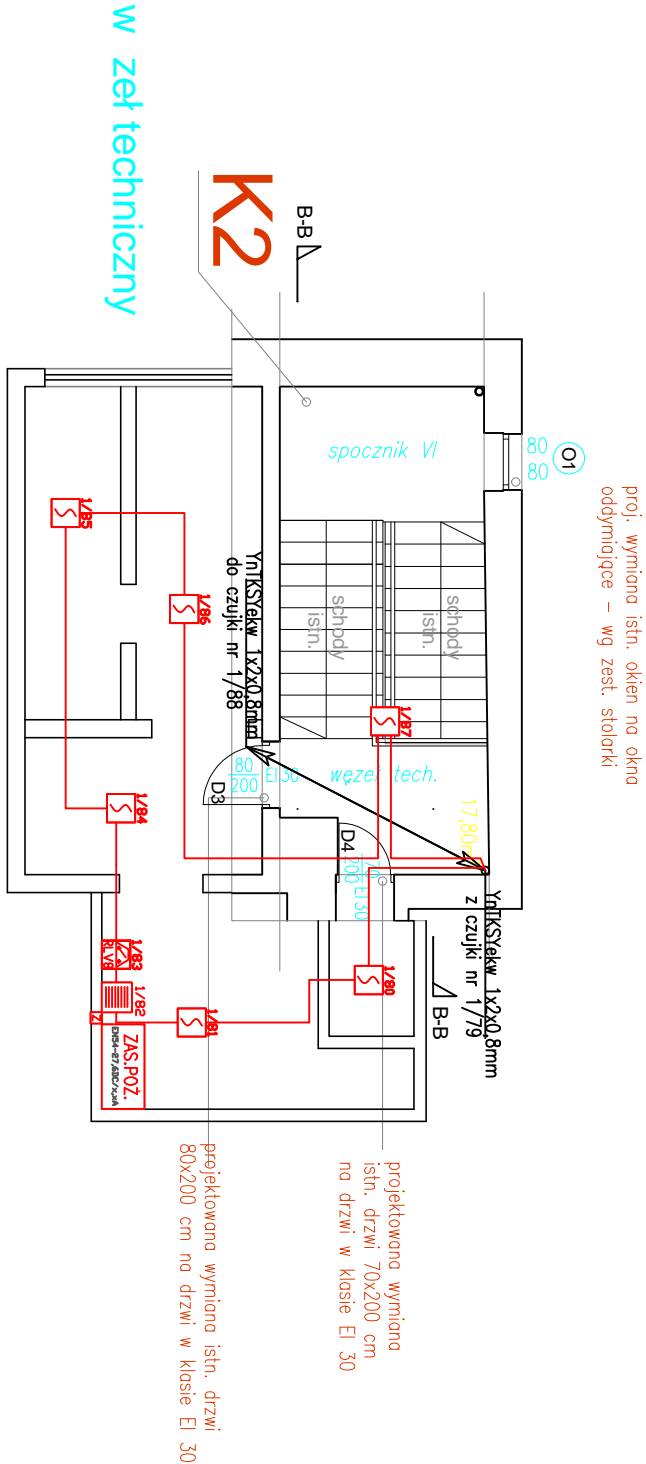 proj. wymiana istn. okien na okna
oddymiające – wg zest. stolarki
O1
80
80
w zeł techniczny
K2
B-B
spocznik VI
schody
istn.
schody
istn.
węzeł tech.
17,80
YnTKSYekw 1x2x0,8mm
do czujki nr 1/88
YnTKSYekw 1x2x0,8mm
z czujki nr 1/79
B-B
80
200
EI 30
D3
D4
70
200
EI 30
1/85
1/86
1/87
1/84
1/83
RLV8
1/82
1/81
1/80
Z
ZAS.POŻ.
projektowana wymiana
istn. drzwi 70x200 cm
na drzwi w klasie EI 30
projektowana wymiana istn. drzwi
80x200 cm na drzwi w klasie EI 30